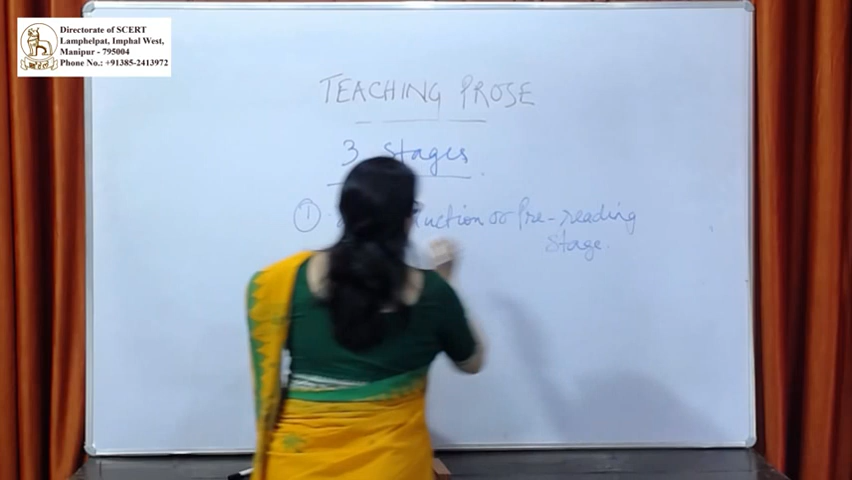 Directorate of SCERT
Lamphelpat, Imphal West,
Manipur - 795004
Phone No.: +91385-2413972
TEACHING PROSE
3 Stages
① uction or Pre-reading
Stage.